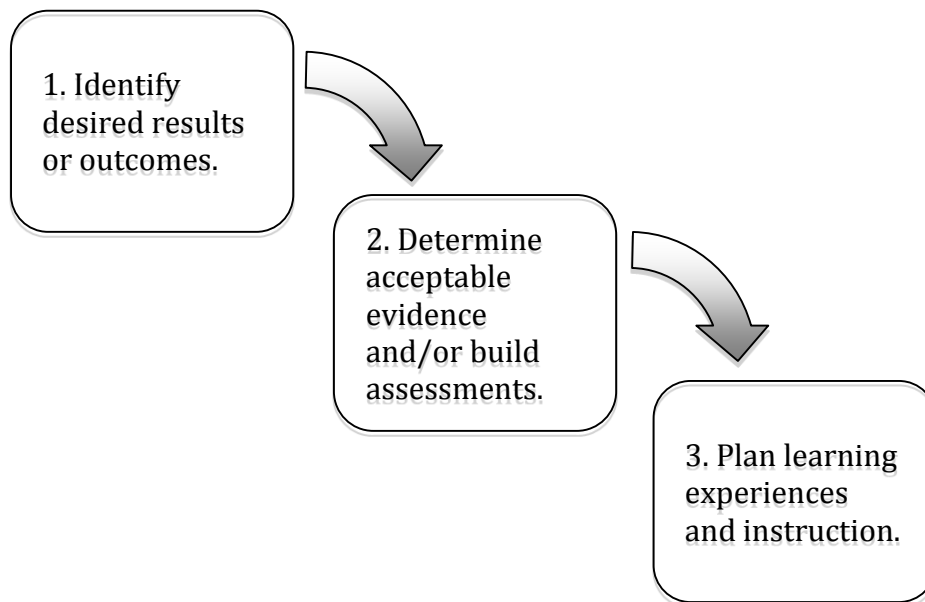 1. Identify
desired results
or outcomes.
2. Determine
acceptable
evidence
and/or build
assessments.
3. Plan learning
experiences
and instruction.